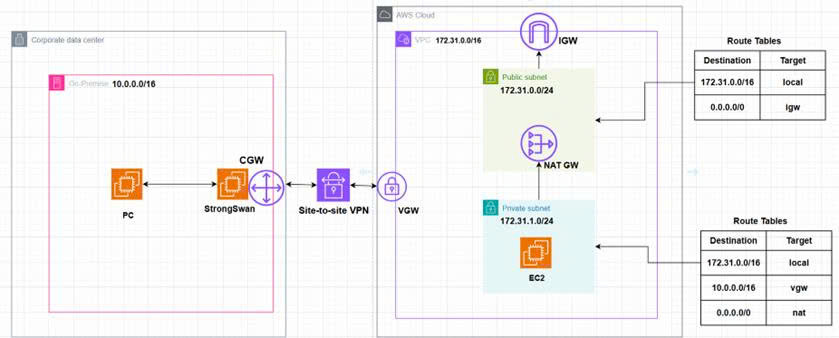 AWS Cloud
Corporate data center
VPC 172.31.0.0/16
IGW
Route Tables
Destination Target
172.31.0.0/16 local
0.0.0.0/0 igw
On-Premise 10.0.0.0/16
Public subnet
172.31.0.0/24
NAT GW
CGW
PC
StrongSwan
Site-to-site VPN
VGW
Private subnet
172.31.1.0/24
EC2
Route Tables
Destination Target
172.31.0.0/16 local
10.0.0.0/16 vgw
0.0.0.0/0 nat